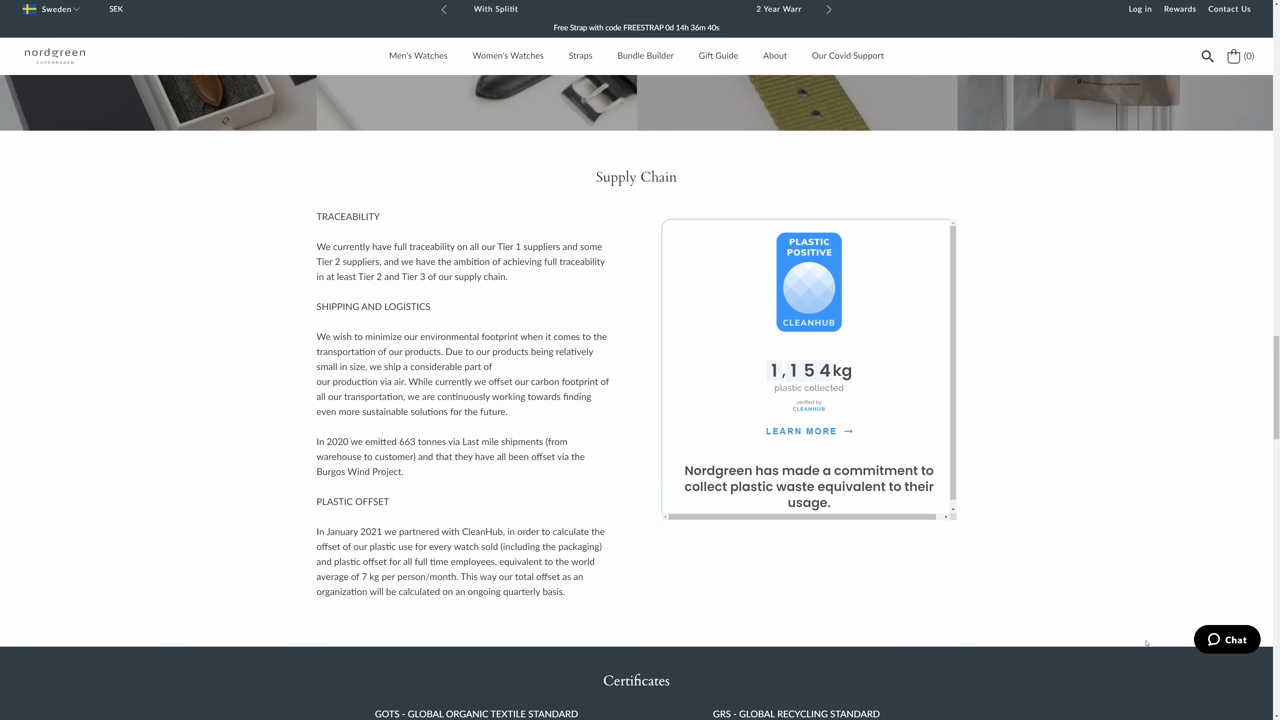 Sweden SEK With Splitit 2 Year Warr Log in Rewards Contact Us
Free Strap with code FREESTRAP 0d 14h 36m 40s
nordgreen
COPENHAGEN
Men's Watches Women's Watches Straps Bundle Builder Gift Guide About Our Covid Support (0)
Supply Chain
TRACEABILITY
We currently have full traceability on all our Tier 1 suppliers and some
Tier 2 suppliers, and we have the ambition of achieving full traceability
in at least Tier 2 and Tier 3 of our supply chain.
SHIPPING AND LOGISTICS
We wish to minimize our environmental footprint when it comes to the
transportation of our products. Due to our products being relatively
small in size, we ship a considerable part of
our production via air. While currently we offset our carbon footprint of
all our transportation, we are continuously working towards finding
even more sustainable solutions for the future.
In 2020 we emitted 663 tonnes via Last mile shipments (from
warehouse to customer) and that they have all been offset via the
Burgos Wind Project.
PLASTIC OFFSET
In January 2021 we partnered with CleanHub, in order to calculate the
offset of our plastic use for every watch sold (including the packaging)
and plastic offset for all full time employees, equivalent to the world
average of 7 kg per person/month. This way our total offset as an
organization will be calculated on an ongoing quarterly basis.
PLASTIC
POSITIVE
CLEANHUB
1,154kg
plastic collected
verified by
CLEANHUB
LEARN MORE →
Nordgreen has made a commitment to
collect plastic waste equivalent to their
usage.
Chat
Certificates
GOTS - GLOBAL ORGANIC TEXTILE STANDARD GRS - GLOBAL RECYCLING STANDARD